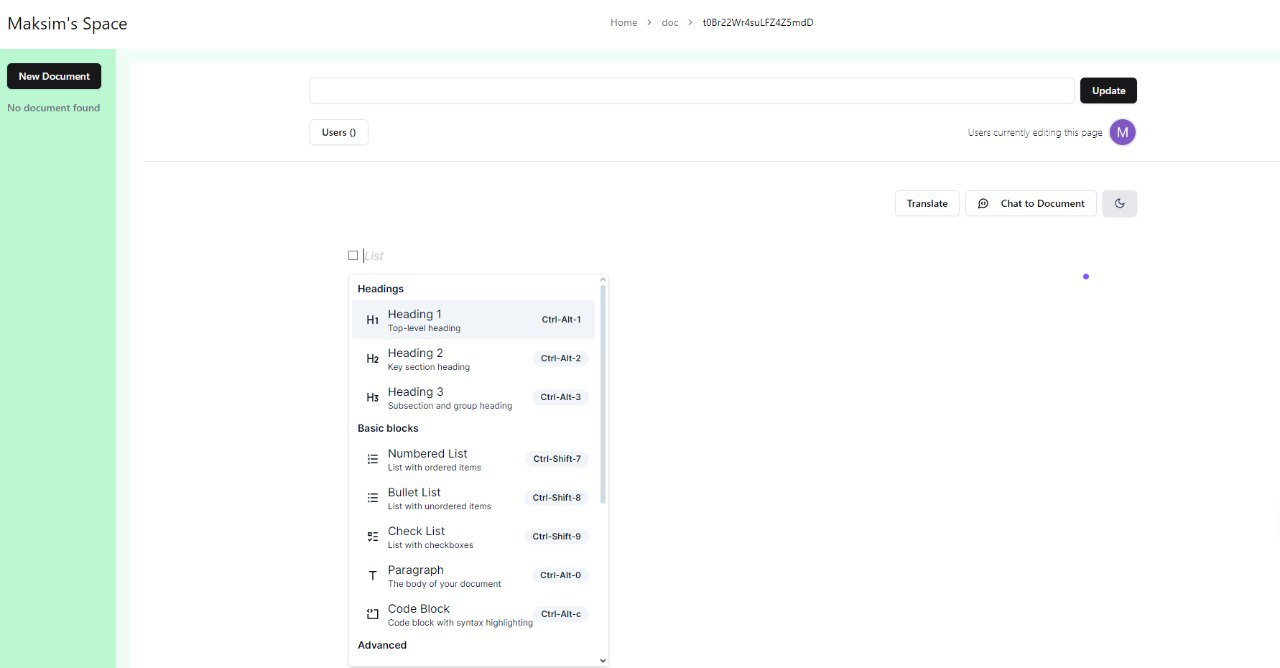 Maksim's Space
Home > doc > t0Br22Wr4suLFZ4Z5mdD
New Document
No document found
Update
Users ()
Users currently editing this page M
Translate
Chat to Document
List
Headings
H1 Heading 1 Ctrl-Alt-1
Top-level heading
H2 Heading 2 Ctrl-Alt-2
Key section heading
H3 Heading 3 Ctrl-Alt-3
Subsection and group heading
Basic blocks
Numbered List Ctrl-Shift-7
List with ordered items
Bullet List Ctrl-Shift-8
List with unordered items
Check List Ctrl-Shift-9
List with checkboxes
Paragraph Ctrl-Alt-0
The body of your document
Code Block Ctrl-Alt-c
Code block with syntax highlighting
Advanced